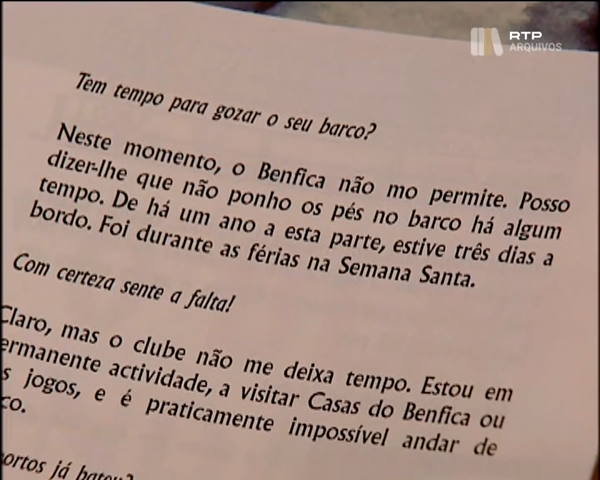 RTP
ARQUIVOS
Tem tempo para gozar o seu barco?
Neste momento, o Benfica não mo permite. Posso
dizer-lhe que não ponho os pés no barco há algum
tempo. De há um ano a esta parte, estive três dias a
bordo. Foi durante as férias na Semana Santa.
Com certeza sente a falta!
Claro, mas o clube não me deixa tempo. Estou em
ermanente actividade, a visitar Casas do Benfica ou
s jogos, e é praticamente impossível andar de
co.
ortos já bateu?